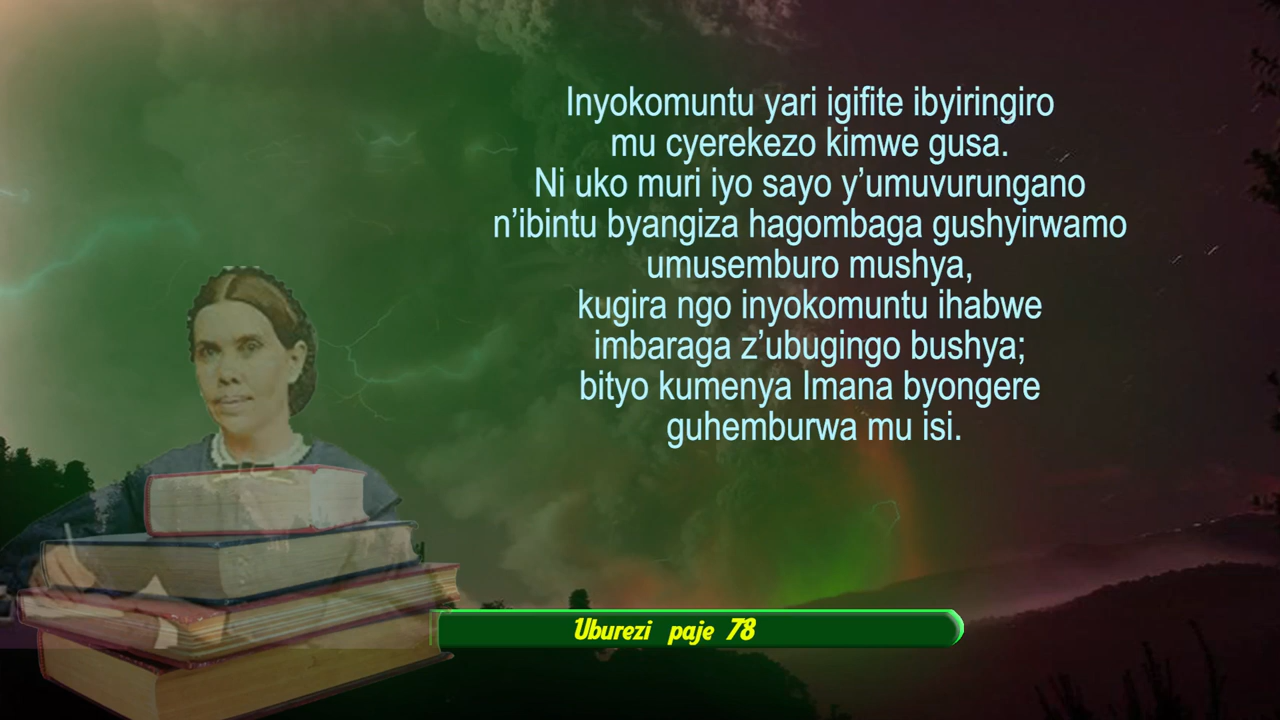 Inyokomuntu yari igifite ibyiringiro
mu cyerekezo kimwe gusa.
Ni uko muri iyo sayo y’umuvurungano
n’ibintu byangiza hagombaga gushyirwamo
umusemburo mushya,
kugira ngo inyokomuntu ihabwe
imbaraga z’ubugingo bushya;
bityo kumenya Imana byongere
guhemburwa mu isi.
Uburezi paje 78